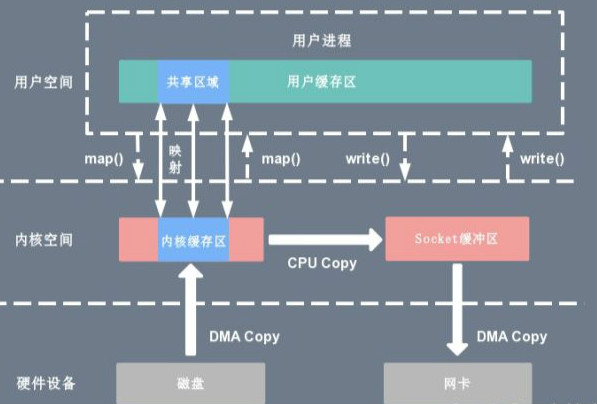 用户进程
用户空间
共享区域
用户缓存区
map()
映
射
map()
write()
write()
内核空间
内核缓存区
CPU Copy
Socket缓冲区
DMA Copy
DMA Copy
硬件设备
磁盘
网卡